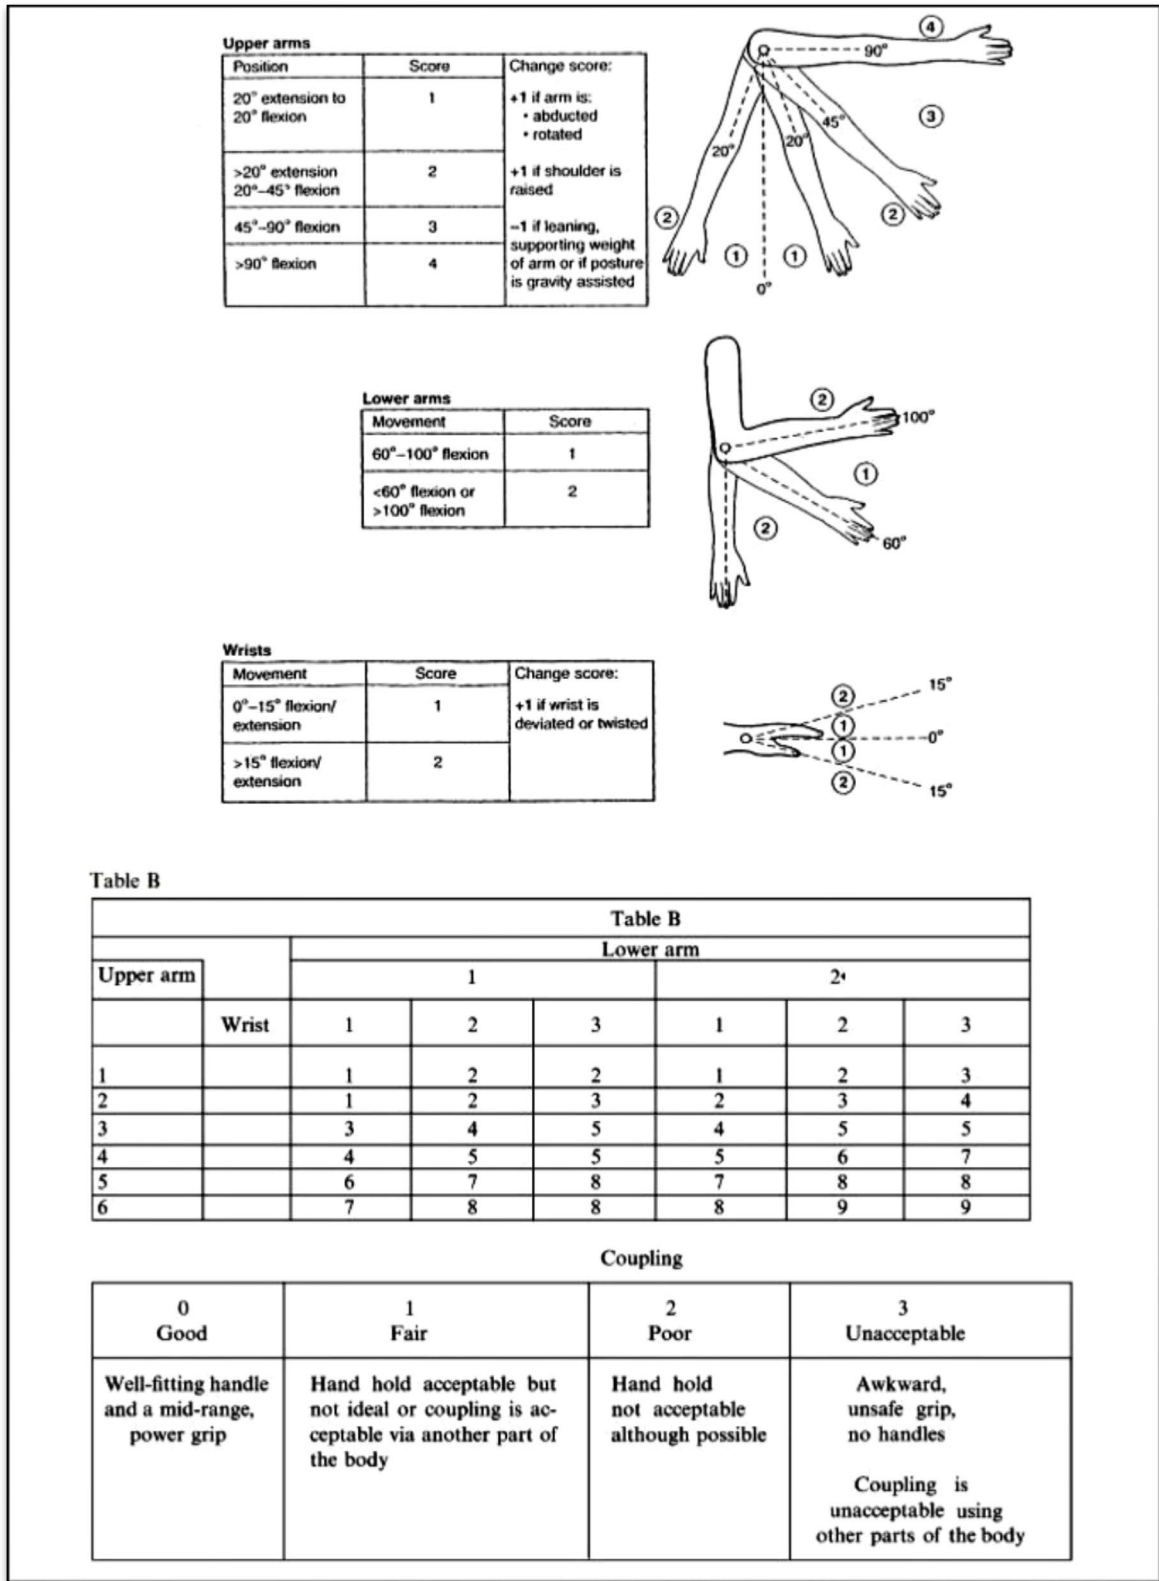 Upper arms
Position Score Change score:
20° extension to 20° flexion 1 +1 if arm is:
• abducted
• rotated
>20° extension 2 +1 if shoulder is
20°–45° flexion raised
45°–90° flexion 3 –1 if leaning,
supporting weight
>90° flexion 4 of arm or if posture
is gravity assisted
4
90°
3
45°
20°
20°
2
2
1
1
0°
Lower arms
Movement Score
60°–100° flexion 1
<60° flexion or 2
>100° flexion
2
100°
1
2
60°
Wrists
Movement Score Change score:
0°–15° flexion/ 1 +1 if wrist is
extension deviated or twisted
>15° flexion/ 2
extension
15°
2
1
0°
1
2
15°
Table B
Table B
Lower arm
Upper arm 1 2
Wrist 1 2 3 1 2 3
1 1 2 2 1 2 3
2 1 2 3 2 3 4
3 3 4 5 4 5 5
4 4 5 5 5 6 7
5 6 7 8 7 8 8
6 7 8 8 8 9 9
Coupling
0 1 2 3
Good Fair Poor Unacceptable
Well-fitting handle
and a mid-range,
power grip
Hand hold acceptable but
not ideal or coupling is ac-
ceptable via another part of
the body
Hand hold
not acceptable
although possible
Awkward,
unsafe grip,
no handles
Coupling is
unacceptable using
other parts of the body